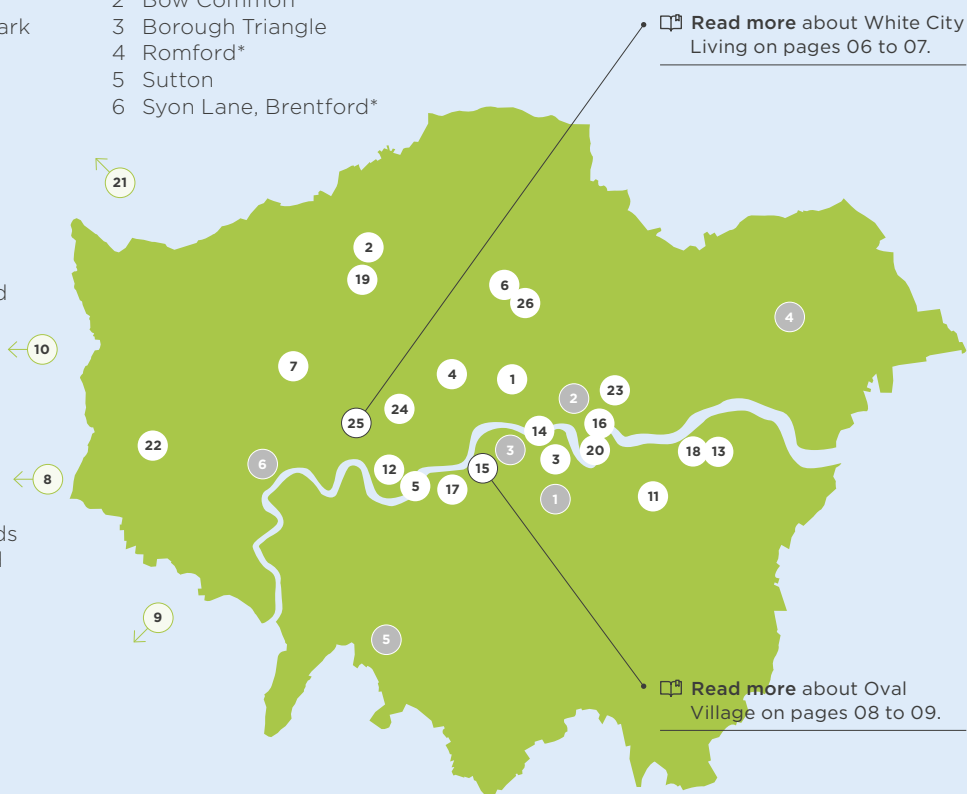 2 Bow Common
ark
3 Borough Triangle
4 Romford*
5 Sutton
6 Syon Lane, Brentford*
Read more about White City
Living on pages 06 to 07.
21
2
19
d
6
26
4
10
7
4
1
2
23
25
24
16
14
22
3
3
20
18
13
6
12
15
8
5
17
1
11
ds
l
9
5
Read more about Oval
Village on pages 08 to 09.